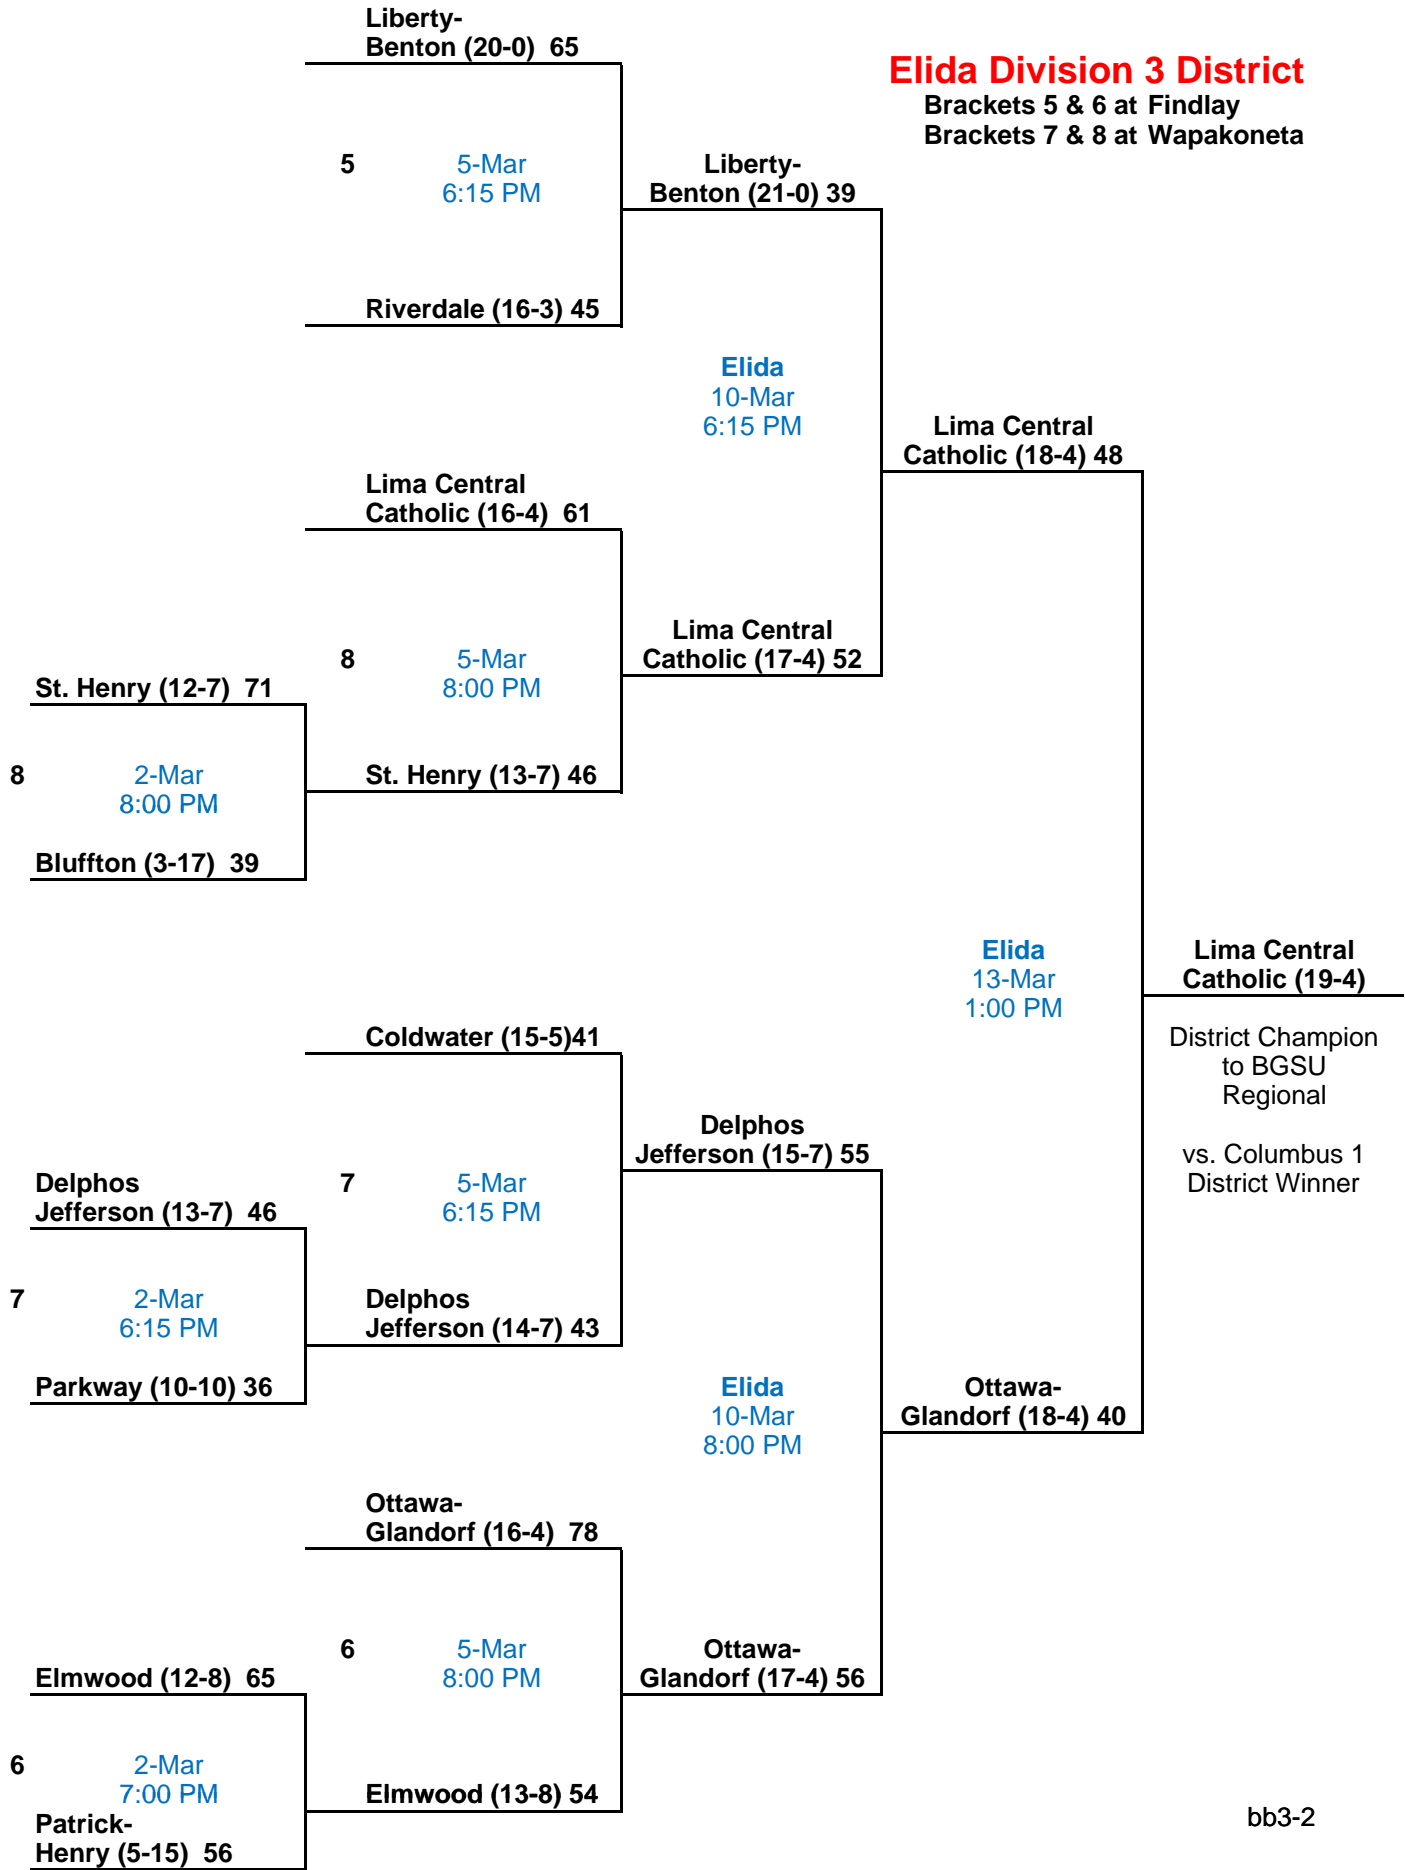 Liberty-
Benton (20-0)  65
Elida Division 3 District
Brackets 5 & 6 at Findlay
Brackets 7 & 8 at Wapakoneta
5
5-Mar
6:15 PM
Liberty-
Benton (21-0) 39
Riverdale (16-3) 45
Elida
10-Mar
6:15 PM
Lima Central
Catholic (18-4) 48
Lima Central
Catholic (16-4)  61
8
5-Mar
8:00 PM
Lima Central
Catholic (17-4) 52
St. Henry (12-7)  71
8
2-Mar
8:00 PM
St. Henry (13-7) 46
Bluffton (3-17)  39
Elida
13-Mar
1:00 PM
Lima Central
Catholic (19-4)
District Champion
to BGSU
Regional
vs. Columbus 1
District Winner
Coldwater (15-5)41
Delphos
Jefferson (15-7) 55
Delphos
Jefferson (13-7)  46
7
5-Mar
6:15 PM
7
2-Mar
6:15 PM
Delphos
Jefferson (14-7) 43
Parkway (10-10) 36
Elida
10-Mar
8:00 PM
Ottawa-
Glandorf (18-4) 40
Ottawa-
Glandorf (16-4)  78
6
5-Mar
8:00 PM
Ottawa-
Glandorf (17-4) 56
Elmwood (12-8)  65
6
2-Mar
7:00 PM
Elmwood (13-8) 54
Patrick-
Henry (5-15)  56
bb3-2